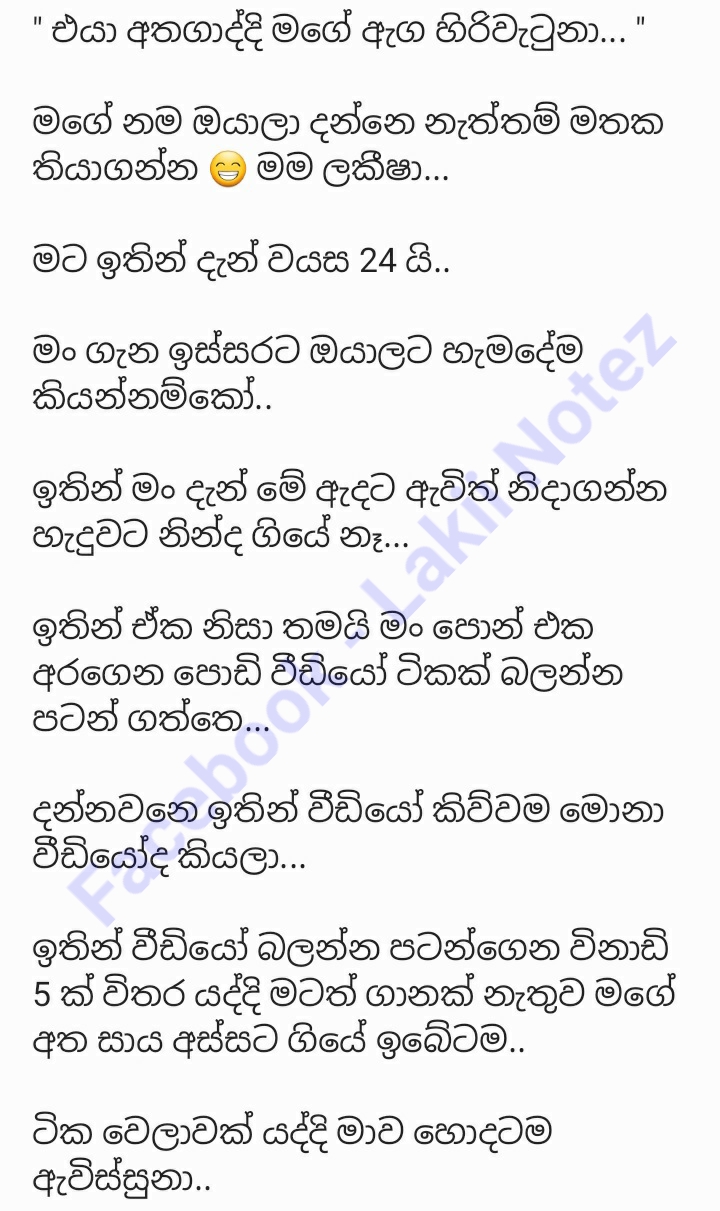 " එයා අතගාද්දි මගේ ඇග හිරිවැටුනා... "
මගේ නම ඔයාලා දන්නෙ නැත්තම් මතක
තියාගන්න 😁 මම ලකීෂා...
මට ඉතින් දැන් වයස 24 යි..
මං ගැන ඉස්සරට ඔයාලට හැමදේම
කියන්නම්කෝ..
ඉතින් මං දැන් මේ ඇදට ඇවිත් නිදාගන්න
හැදුවට නින්ද ගියේ නෑ...
ඉතින් ඒක නිසා තමයි මං පොන් එක
අරගෙන පොඩි වීඩියෝ ටිකක් බලන්න
පටන් ගත්තෙ...
දන්නවනෙ ඉතින් වීඩියෝ කිව්වම මොනා
වීඩියෝද කියලා...
ඉතින් වීඩියෝ බලන්න පටන්ගෙන විනාඩි
5 ක් විතර යද්දි මටත් ගානක් නැතුව මගේ
අත සාය අස්සට ගියේ ඉබේටම..
ටික වෙලාවක් යද්දි මාව හොදටම
ඇවිස්සුනා..
Facebook - Lakii Notez